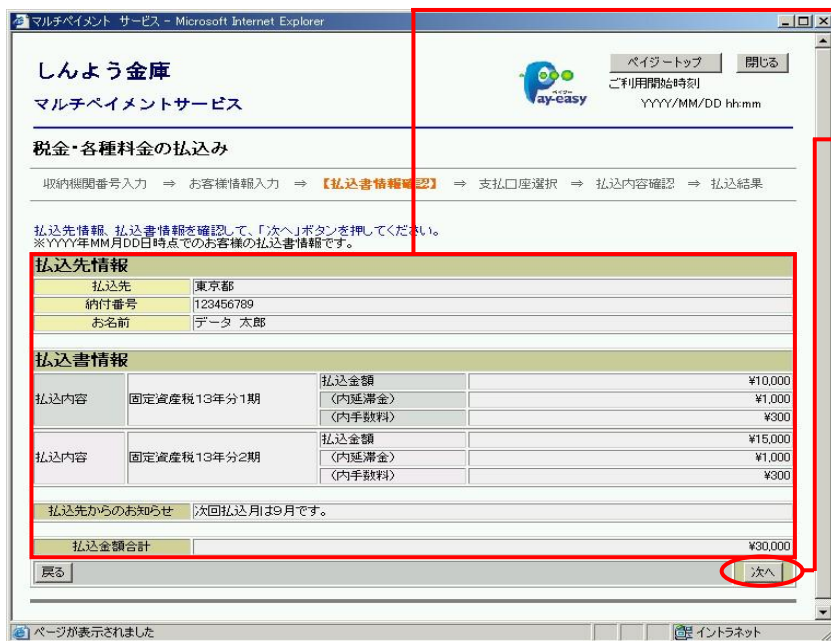 マルチペイメント サービス - Microsoft Internet Explorer
しんよう金庫
マルチペイメントサービス
ペイジー
Pay-easy
ペイジートップ 閉じる
ご利用開始時刻
YYYY/MM/DD hh:mm
税金・各種料金の払込み
収納機関番号入力 ⇒ お客様情報入力 ⇒ 【払込書情報確認】 ⇒ 支払口座選択 ⇒ 払込内容確認 ⇒ 払込結果
払込先情報、払込書情報を確認して、「次へ」ボタンを押してください。
※YYYY年MM月DD日時点でのお客様の払込書情報です。
払込先情報
払込先 東京都
納付番号 123456789
お名前 データ 太郎
払込書情報
払込内容 固定資産税13年分1期 払込金額 ¥10,000
(内延滞金) ¥1,000
(内手数料) ¥300
払込内容 固定資産税13年分2期 払込金額 ¥15,000
(内延滞金) ¥1,000
(内手数料) ¥300
払込先からのお知らせ 次回払込月は9月です。
払込金額合計 ¥30,000
戻る 次へ
ページが表示されました イントラネット